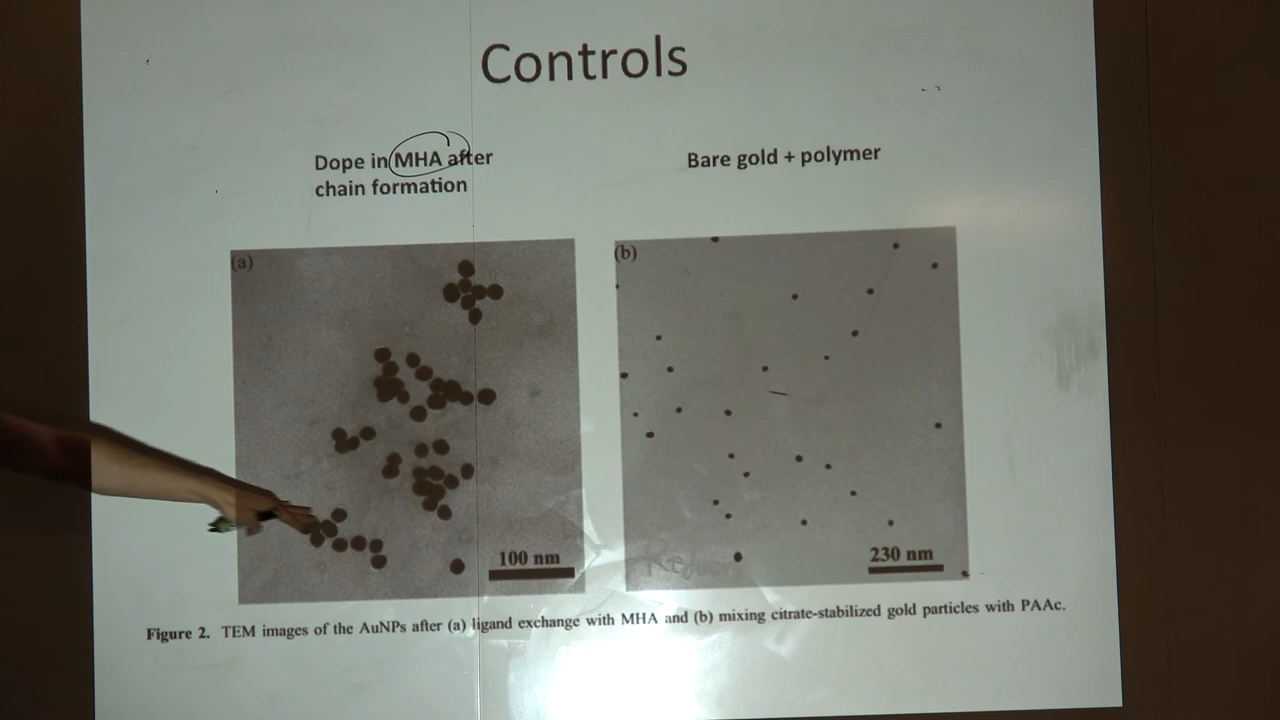 Controls
Dope in MHA after
chain formation
Bare gold + polymer
(a)
(b)
100 nm
230 nm
Figure 2. TEM images of the AuNPs after (a) ligand exchange with MHA and (b) mixing citrate-stabilized gold particles with PAAc.